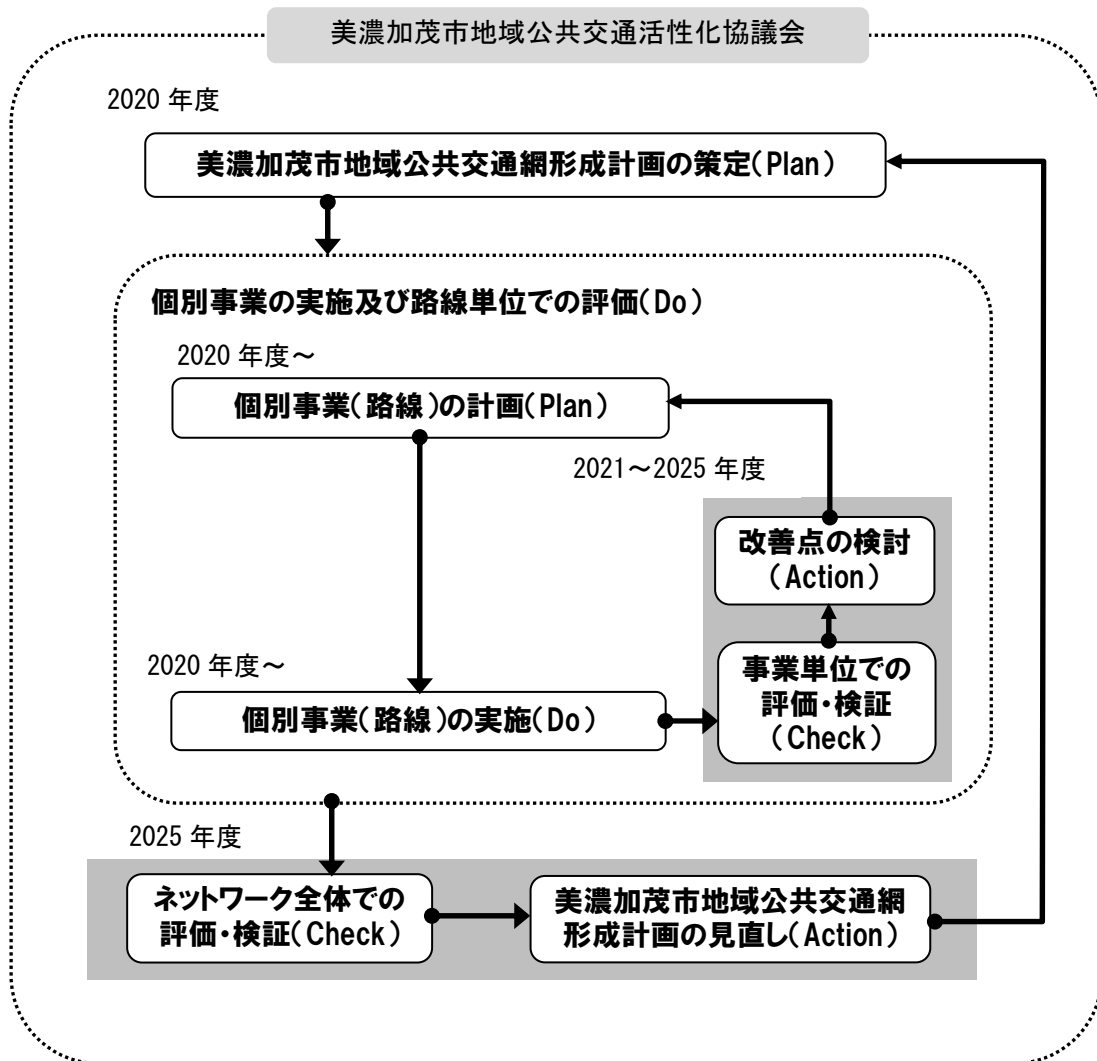 美濃加茂市地域公共交通活性化協議会
2020 年度
美濃加茂市地域公共交通網形成計画の策定(Plan)
個別事業の実施及び路線単位での評価(Do)
2020 年度~
個別事業(路線)の計画(Plan)
2021~2025 年度
改善点の検討
(Action)
2020 年度~
個別事業(路線)の実施(Do)
事業単位での
評価・検証
(Check)
2025 年度
ネットワーク全体での
評価・検証(Check)
美濃加茂市地域公共交通網
形成計画の見直し(Action)